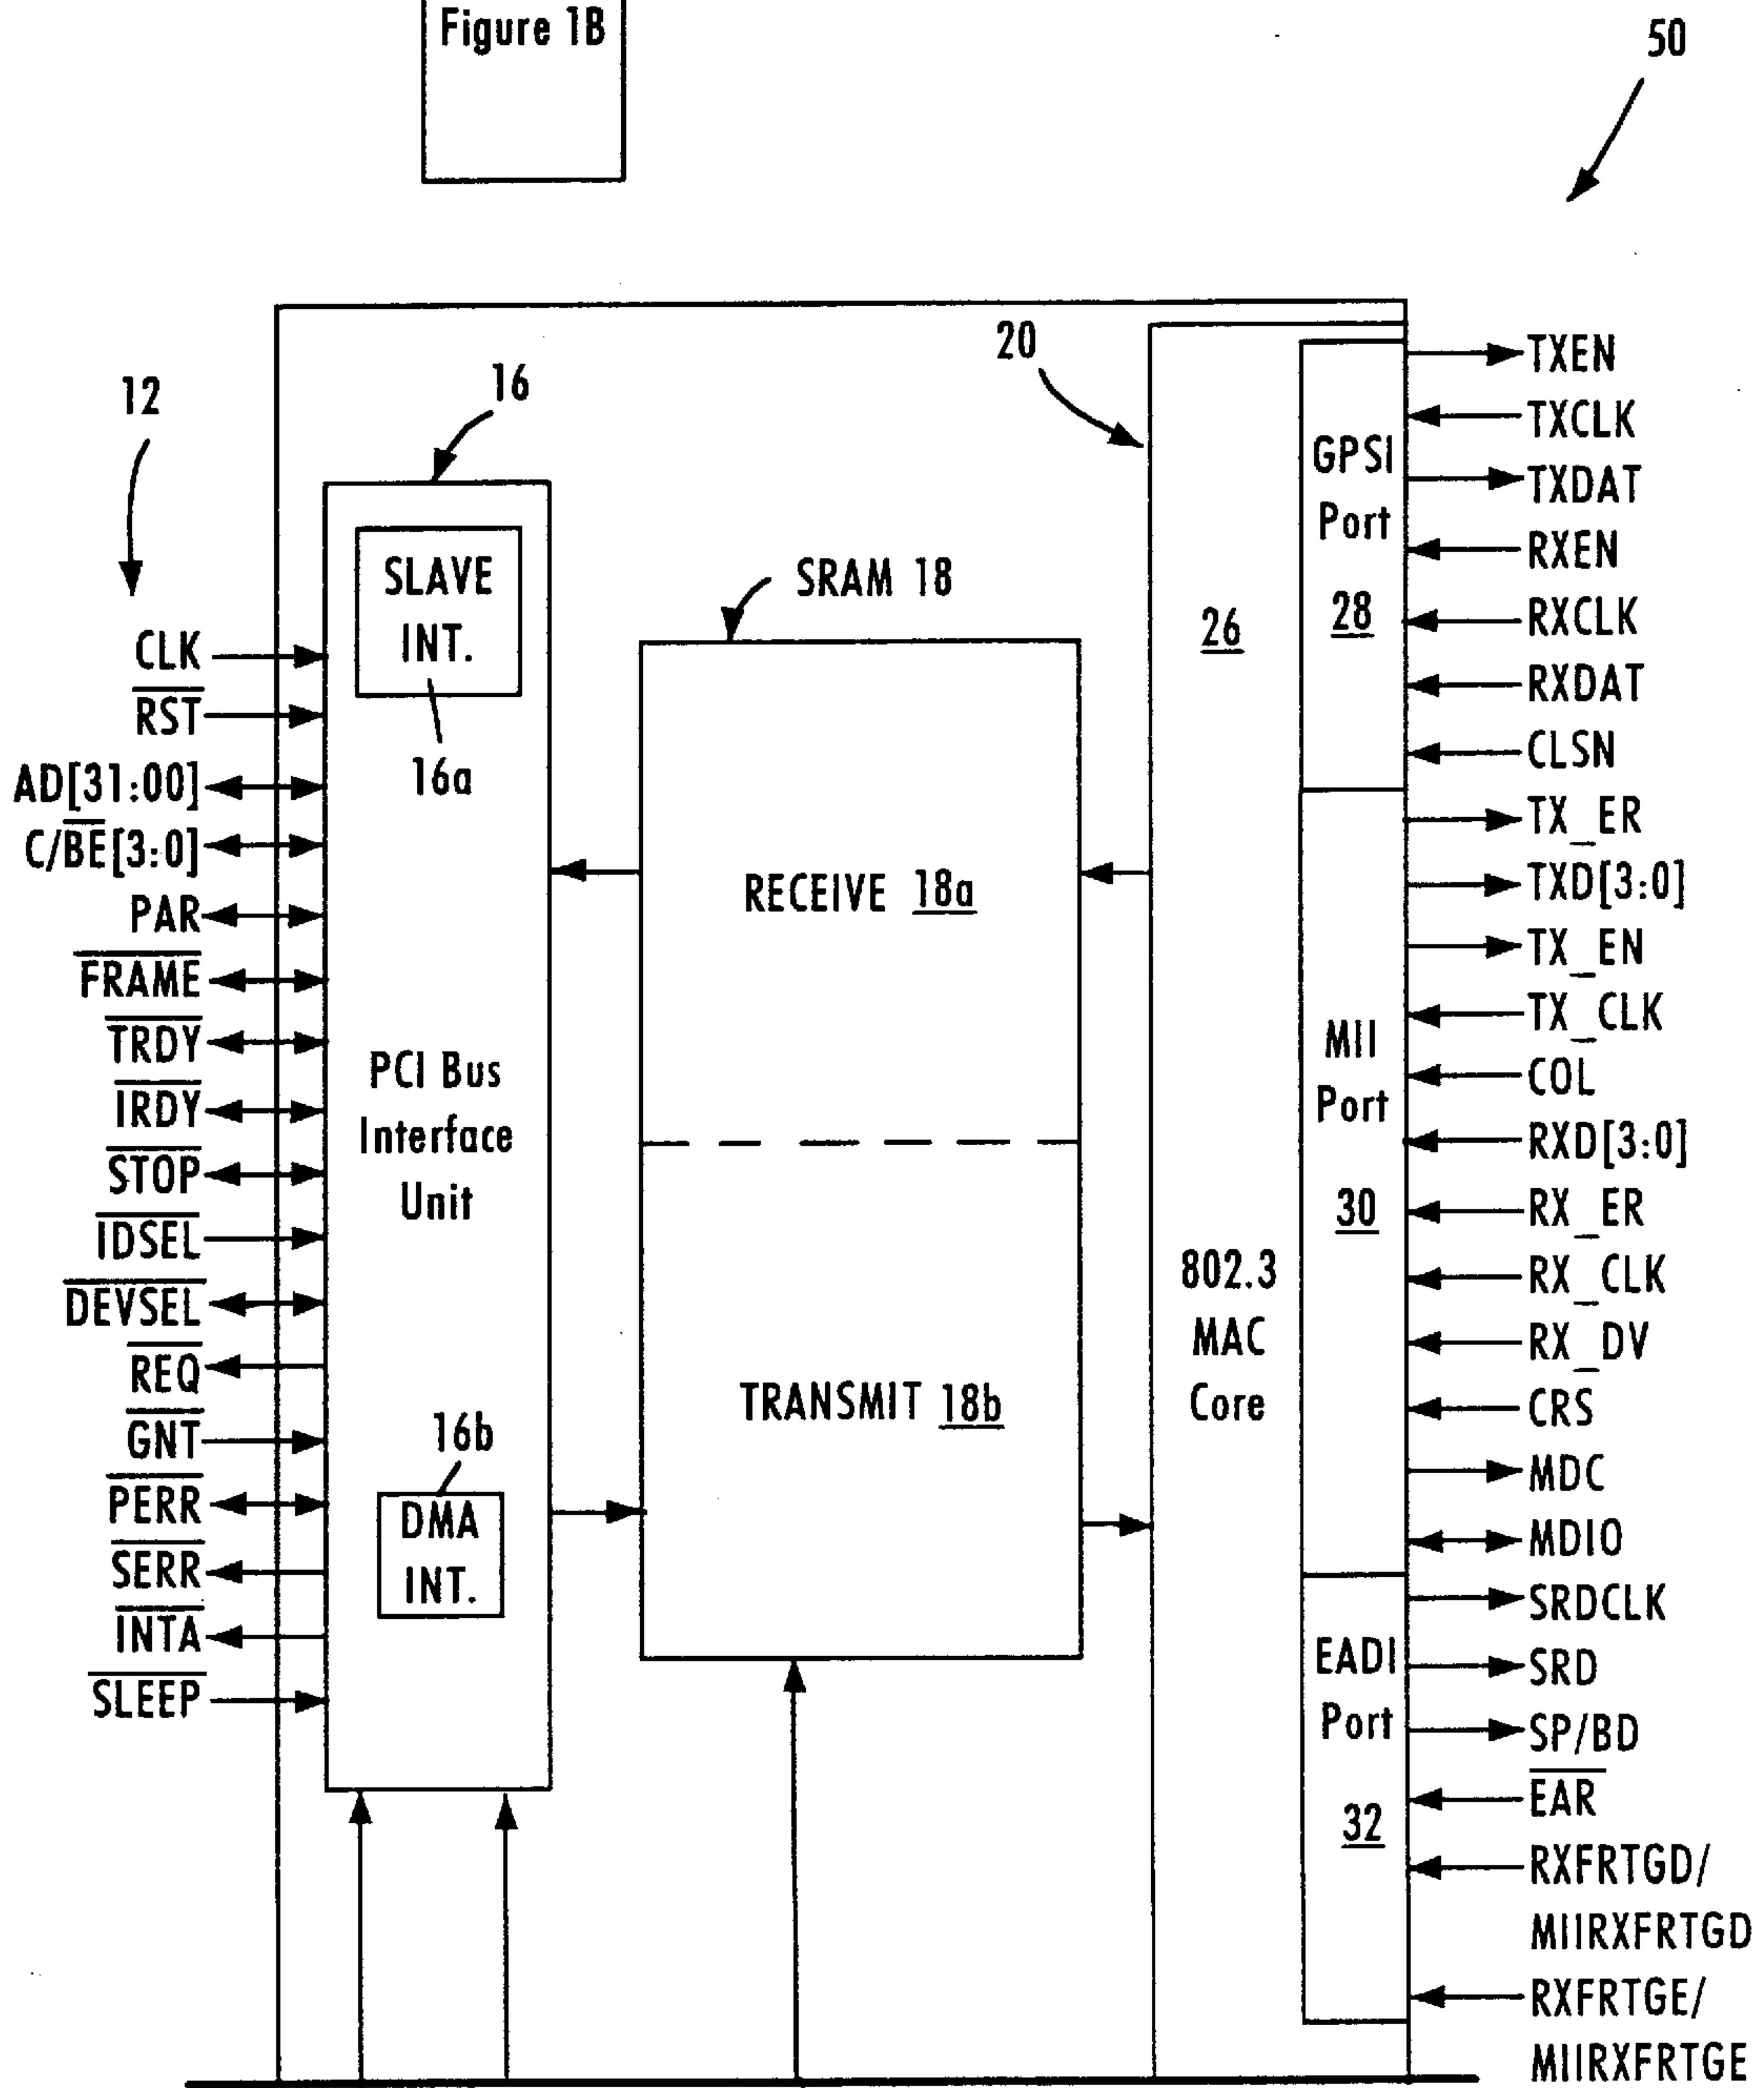 Figure 1B
50
12
16
20
SLAVE
INT.
16a
SRAM 18
26
GPSI
Port
28
CLK
RST
AD[31:00]
C/BE[3:0]
PAR
FRAME
TRDY
IRDY
STOP
IDSEL
DEVSEL
REQ
GNT
PERR
SERR
INTA
SLEEP
PCI Bus
Interface
Unit
16b
DMA
INT.
RECEIVE 18a
TRANSMIT 18b
802.3
MAC
Core
MII
Port
30
EADI
Port
32
TXEN
TXCLK
TXDAT
RXEN
RXCLK
RXDAT
CLSN
TX_ER
TXD[3:0]
TX_EN
TX_CLK
COL
RXD[3:0]
RX_ER
RX_CLK
RX_DV
CRS
MDC
MDIO
SRDCLK
SRD
SP/BD
EAR
RXFRTGD/
MIIRXFRTGD
RXFRTGE/
MIIRXFRTGE